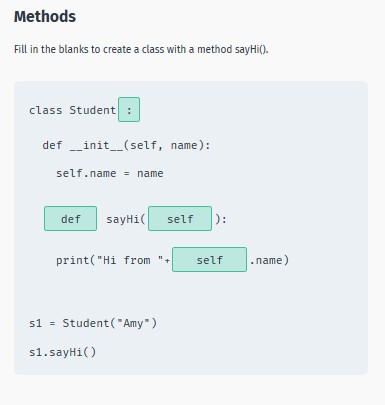 Methods
Fill in the blanks to create a class with a method sayHi().
class Student :
def __init__(self, name):
self.name = name
def sayHi( self ):
print("Hi from "+ self .name)
s1 = Student("Amy")
s1.sayHi()